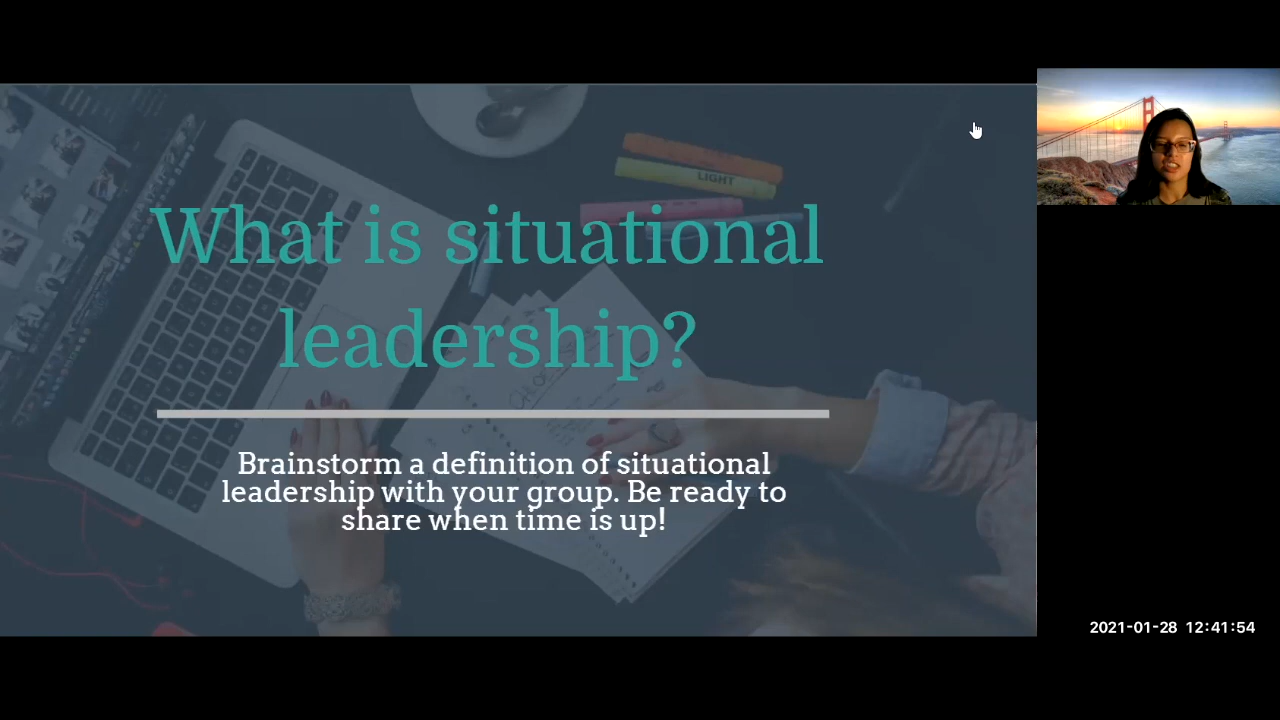 LIGHT
What is situational
leadership?
Brainstorm a definition of situational
leadership with your group. Be ready to
share when time is up!
2021-01-28 12:41:54